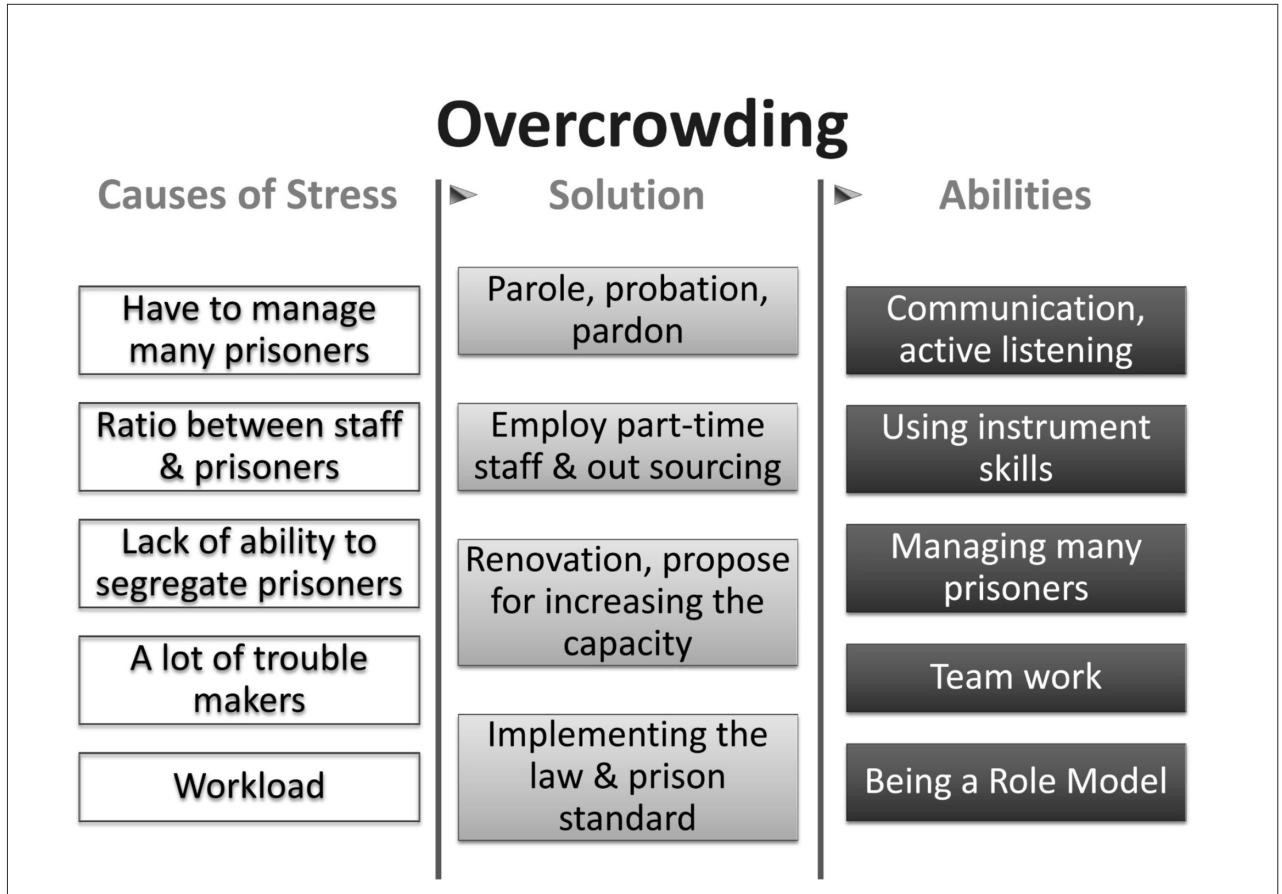 Overcrowding
Causes of Stress
Have to manage
many prisoners
Ratio between staff
& prisoners
Lack of ability to
segregate prisoners
A lot of trouble
makers
Workload
Solution
Parole, probation,
pardon
Employ part-time
staff & out sourcing
Renovation, propose
for increasing the
capacity
Implementing the
law & prison
standard
Abilities
Communication,
active listening
Using instrument
skills
Managing many
prisoners
Team work
Being a Role Model